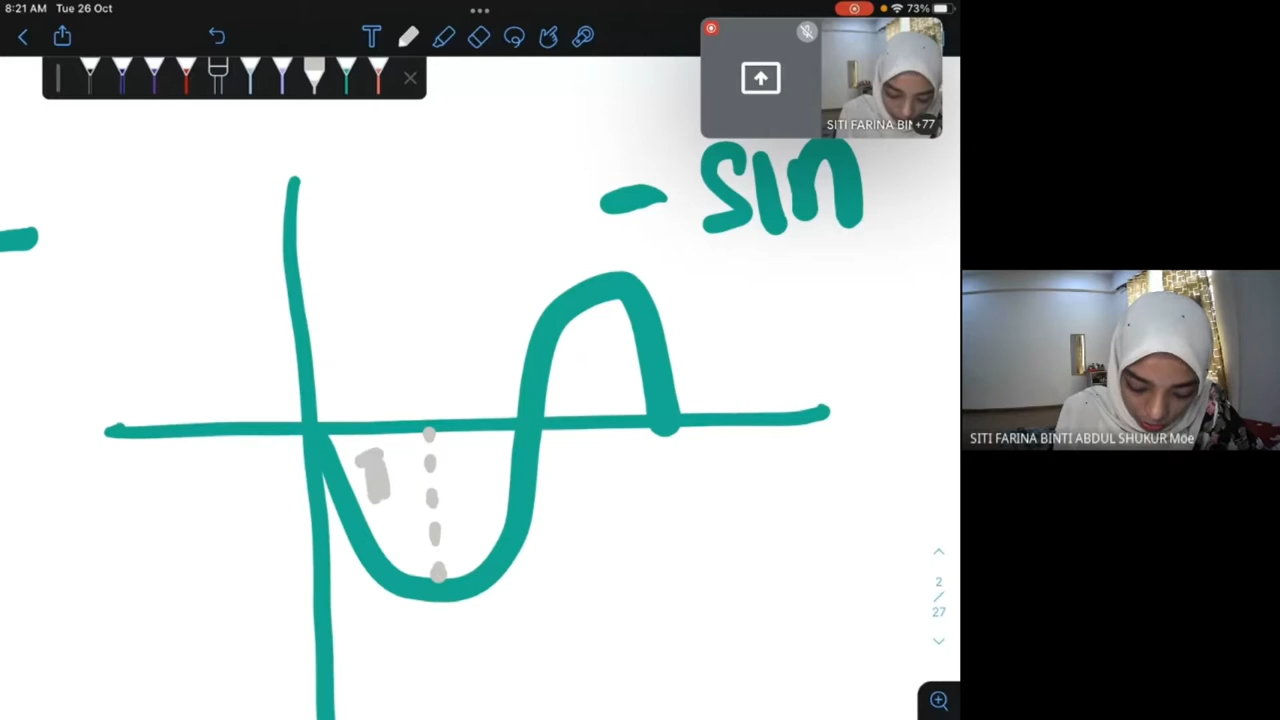 8:21 AM Tue 26 Oct
73%
T
SITI FARINA BIN +77
- sin
1
SITI FARINA BINTI ABDUL SHUKUR Moe
2
/
27